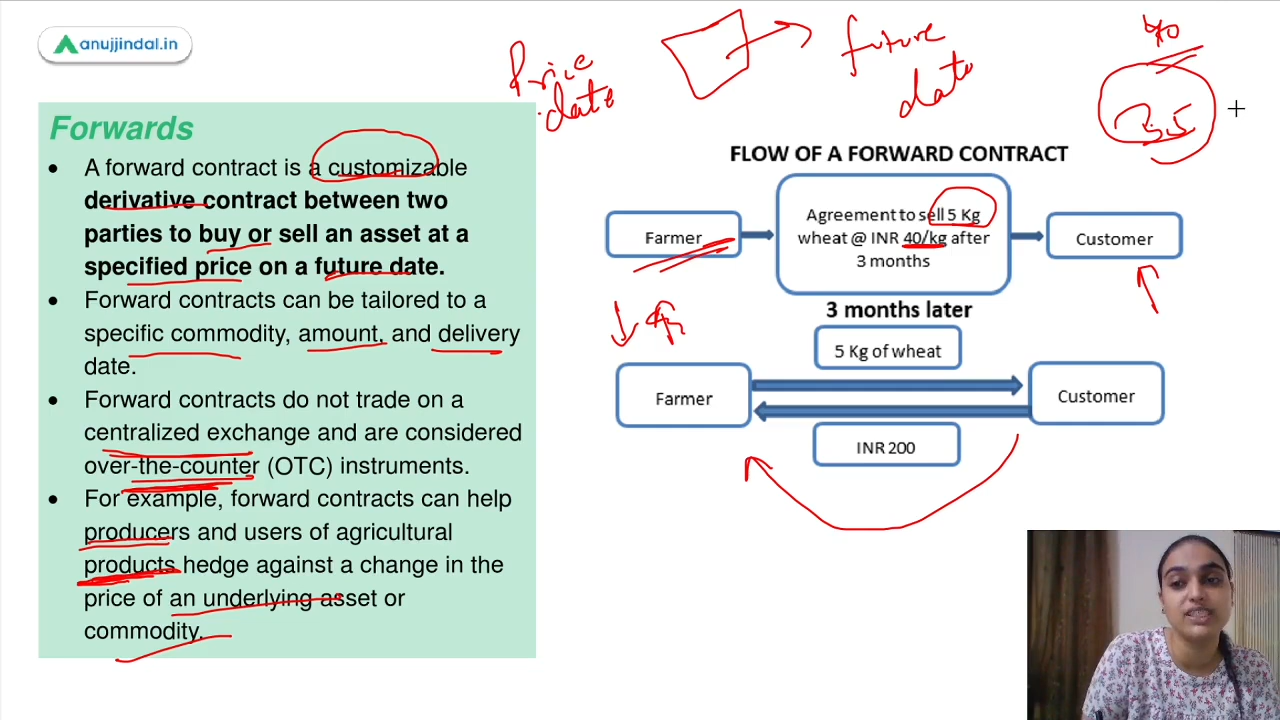 anujjindal.in
Price
date
future
date
40
35
Forwards
• A forward contract is a customizable
derivative contract between two
parties to buy or sell an asset at a
specified price on a future date.
• Forward contracts can be tailored to a
specific commodity, amount, and delivery
date.
• Forward contracts do not trade on a
centralized exchange and are considered
over-the-counter (OTC) instruments.
• For example, forward contracts can help
producers and users of agricultural
products hedge against a change in the
price of an underlying asset or
commodity.
FLOW OF A FORWARD CONTRACT
Farmer
Agreement to sell 5 Kg
wheat @ INR 40/kg after
3 months
Customer
3 months later
5 Kg of wheat
Farmer
Customer
INR 200